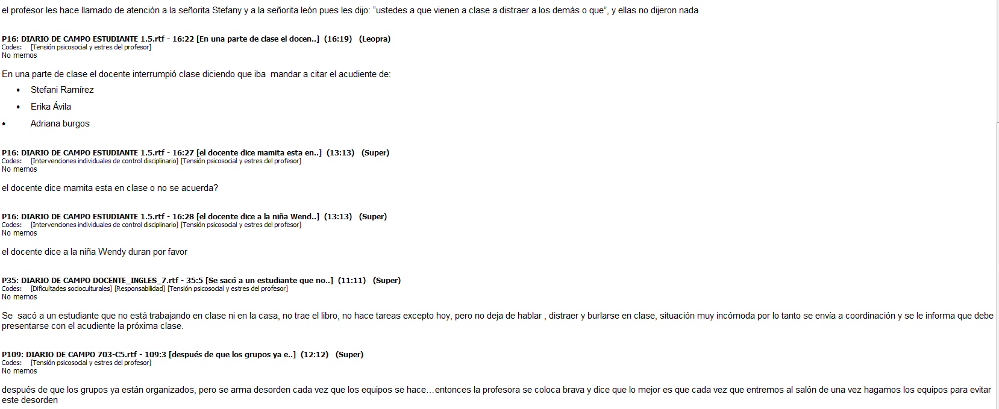 el profesor les hace llamado de atención a la señorita Stefany y a la señorita león pues les dijo: “ustedes a que vienen a clase a distraer a los demás o que”, y ellas no dijeron nada
P16: DIARIO DE CAMPO ESTUDIANTE 1.5.rtf - 16:22 [En una parte de clase el docen..] (16:19) (Leopra)
Codes: [Tensión psicosocial y estres del profesor]
No memos
En una parte de clase el docente interrumpió clase diciendo que iba mandar a citar el acudiente de:
• Stefani Ramírez
• Erika Ávila
• Adriana burgos
P16: DIARIO DE CAMPO ESTUDIANTE 1.5.rtf - 16:27 [el docente dice mamita esta en..] (13:13) (Super)
Codes: [Intervenciones individuales de control disciplinario] [Tensión psicosocial y estres del profesor]
No memos
el docente dice mamita esta en clase o no se acuerda?
P16: DIARIO DE CAMPO ESTUDIANTE 1.5.rtf - 16:28 [el docente dice a la niña Wend..] (13:13) (Super)
Codes: [Intervenciones individuales de control disciplinario] [Tensión psicosocial y estres del profesor]
No memos
el docente dice a la niña Wendy duran por favor
P35: DIARIO DE CAMPO DOCENTE_INGLES_7.rtf - 35:5 [Se sacó a un estudiante que no..] (11:11) (Super)
Codes: [Dificultades socioculturales] [Responsabilidad] [Tensión psicosocial y estres del profesor]
No memos
Se sacó a un estudiante que no está trabajando en clase ni en la casa, no trae el libro, no hace tareas excepto hoy, pero no deja de hablar , distraer y burlarse en clase, situación muy incómoda por lo tanto se envía a coordinación y se le informa que debe
presentarse con el acudiente la próxima clase.
P109: DIARIO DE CAMPO 703-C5.rtf - 109:3 [después de que los grupos ya e..] (12:12) (Super)
Codes: [Tensión psicosocial y estres del profesor]
No memos
después de que los grupos ya están organizados, pero se arma desorden cada vez que los equipos se hace…entonces la profesora se coloca brava y dice que lo mejor es que cada vez que entremos al salón de una vez hagamos los equipos para evitar
este desorden